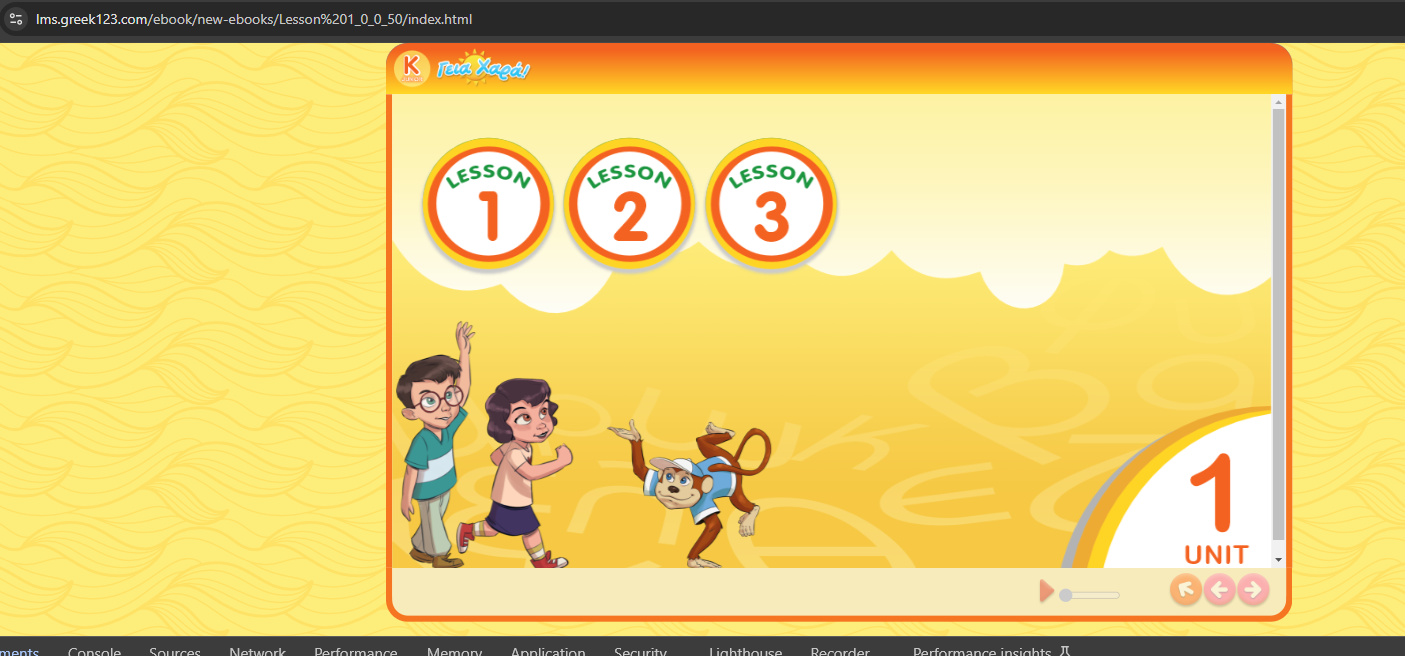 lms.greek123.com/ebook/new-ebooks/Lesson%201_0_0_50/index.html
K
Γεια Χαρά!
LESSON
1
LESSON
2
LESSON
3
1
UNIT
ments Console Sources Network Performance Memory Application Security Lighthouse Recorder Performance insights